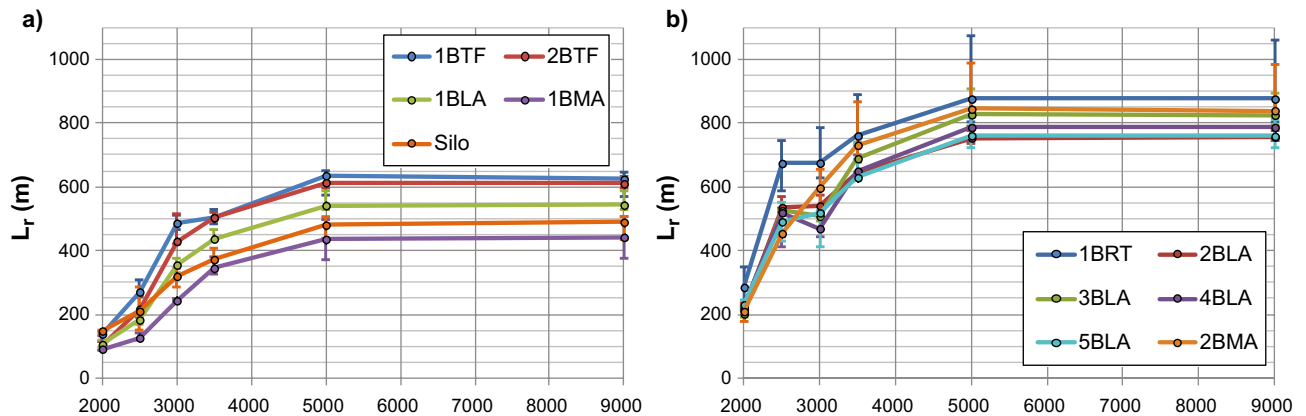 a)
L_r (m)
1000
800
600
400
200
0
1BTF 2BTF
1BLA 1BMA
Silo
2000 3000 4000 5000 6000 7000 8000 9000
b)
L_r (m)
1000
800
600
400
200
0
1BRT 2BLA
3BLA 4BLA
5BLA 2BMA
2000 3000 4000 5000 6000 7000 8000 9000